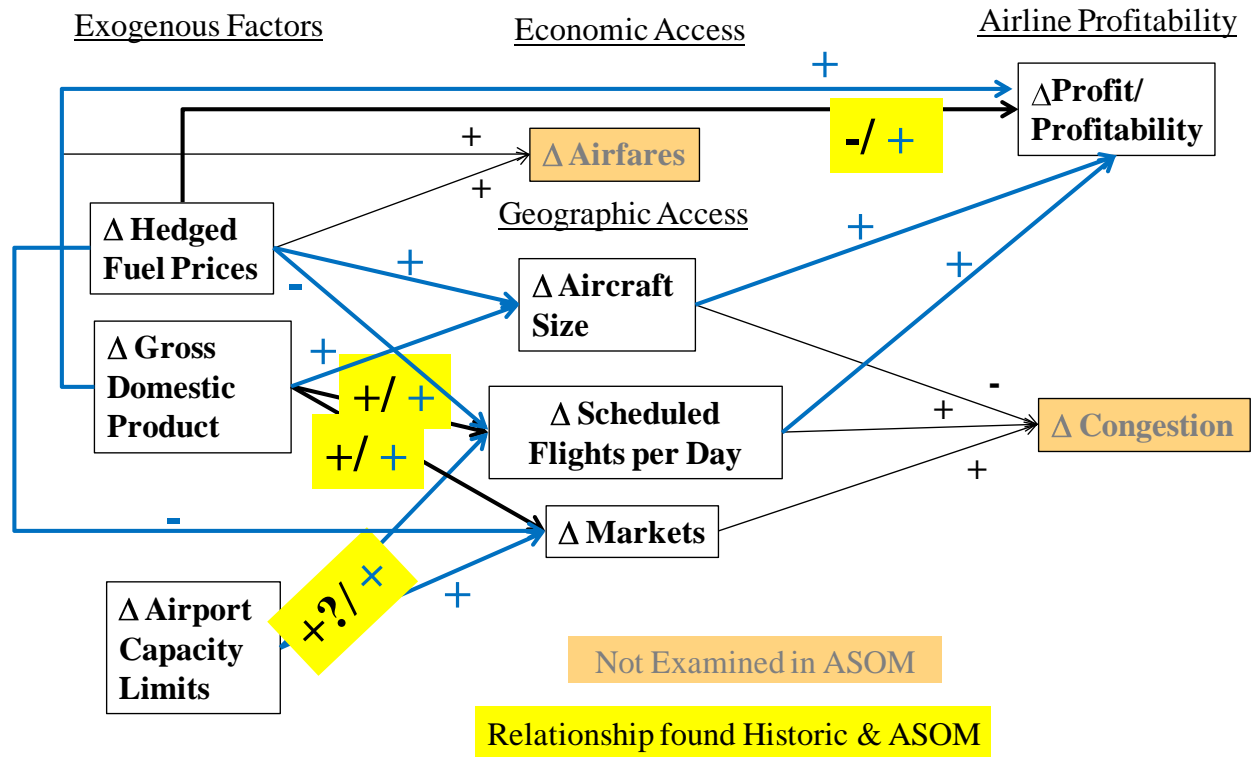 Exogenous Factors
Economic Access
Airline Profitability
+
Δ Profit/
Profitability
-/ +
+
Δ Airfares
+
Geographic Access
Δ Hedged
Fuel Prices
+
-
+
+
Δ Aircraft
Size
Δ Gross
Domestic
Product
+
+/ +
+/ +
-
+
Δ Scheduled
Flights per Day
Δ Congestion
+
-
Δ Markets
+?/ +
+
Δ Airport
Capacity
Limits
Not Examined in ASOM
Relationship found Historic & ASOM